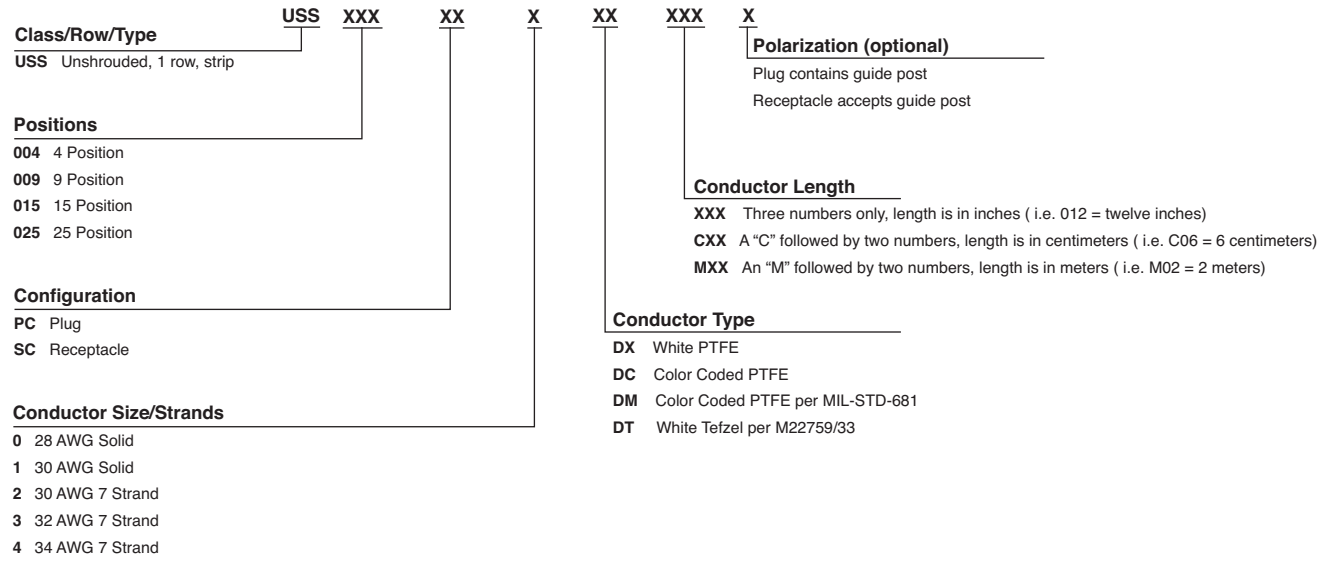 USS XXX XX X XX XXX X
Class/Row/Type
USS Unshrouded, 1 row, strip
Positions
004 4 Position
009 9 Position
015 15 Position
025 25 Position
Configuration
PC Plug
SC Receptacle
Conductor Size/Strands
0 28 AWG Solid
1 30 AWG Solid
2 30 AWG 7 Strand
3 32 AWG 7 Strand
4 34 AWG 7 Strand
Polarization (optional)
Plug contains guide post
Receptacle accepts guide post
Conductor Length
XXX Three numbers only, length is in inches ( i.e. 012 = twelve inches)
CXX A “C” followed by two numbers, length is in centimeters ( i.e. C06 = 6 centimeters)
MXX An “M” followed by two numbers, length is in meters ( i.e. M02 = 2 meters)
Conductor Type
DX White PTFE
DC Color Coded PTFE
DM Color Coded PTFE per MIL-STD-681
DT White Tefzel per M22759/33